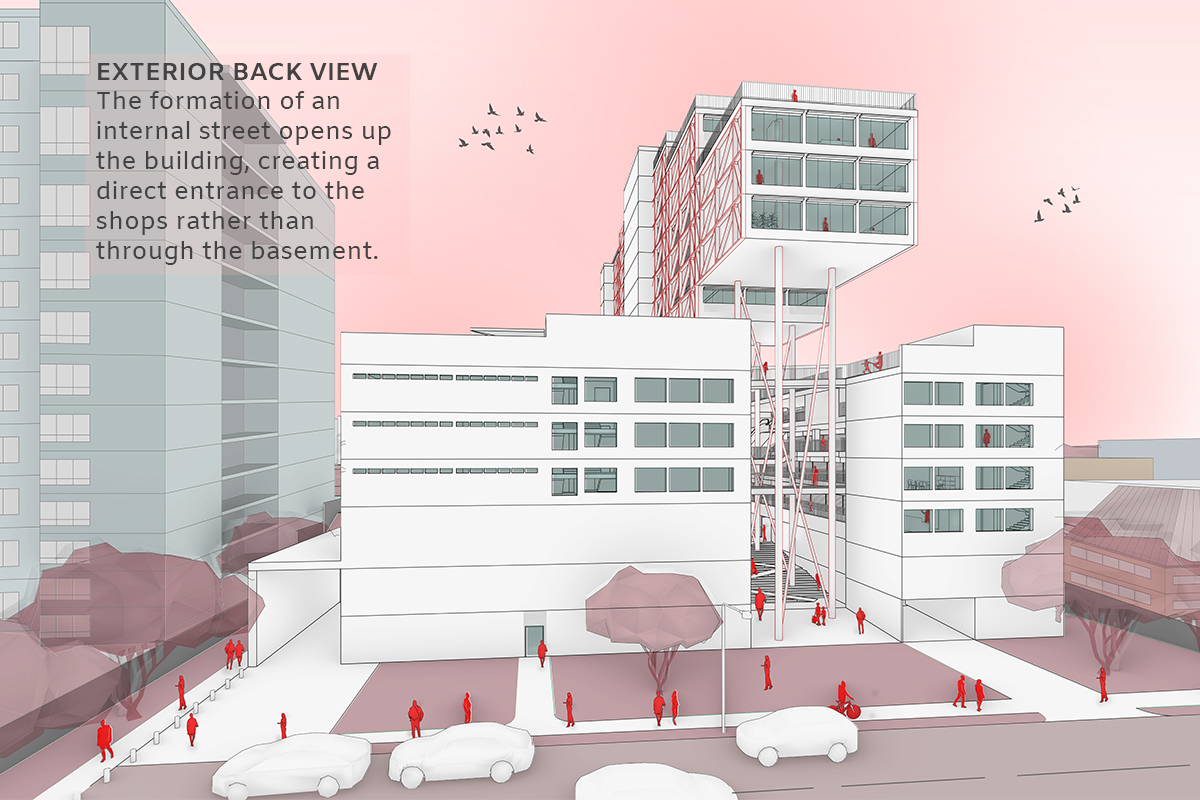 EXTERIOR BACK VIEW
The formation of an
internal street opens up
the building, creating a
direct entrance to the
shops rather than
through the basement.